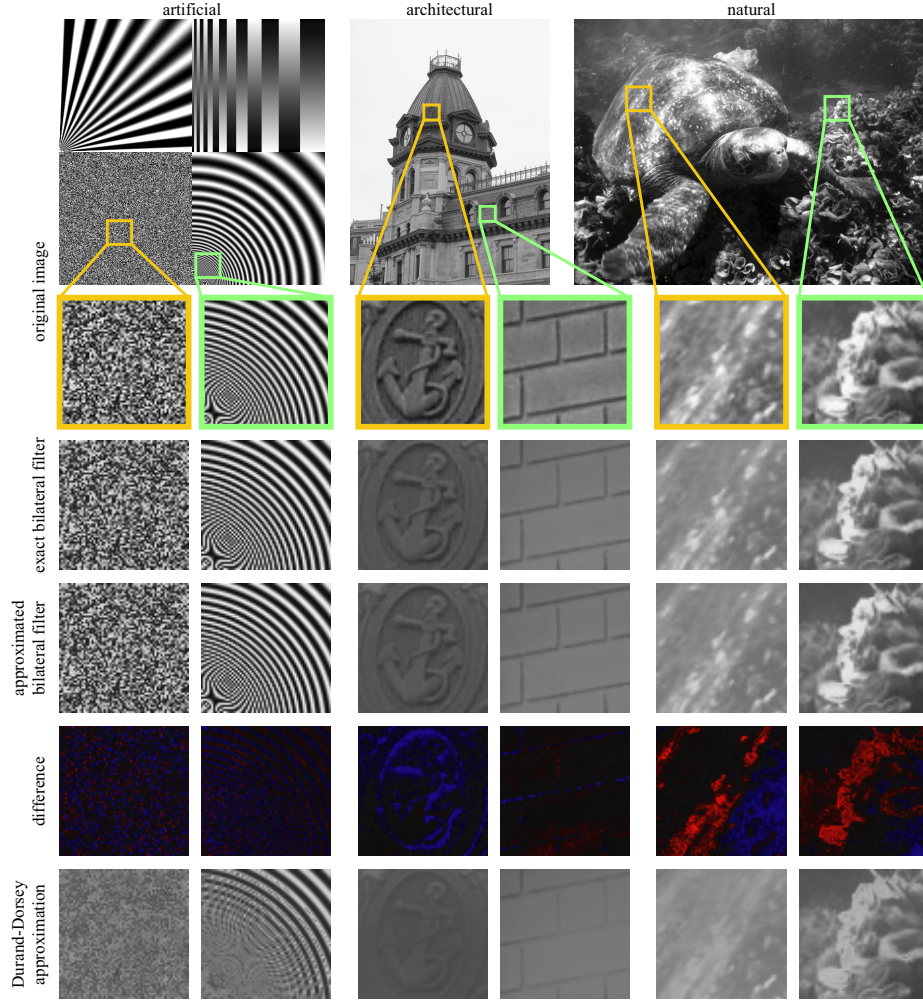 artificial
architectural
natural
original image
exact bilateral filter
approximated
bilateral filter
difference
Durand-Dorsey
approximation